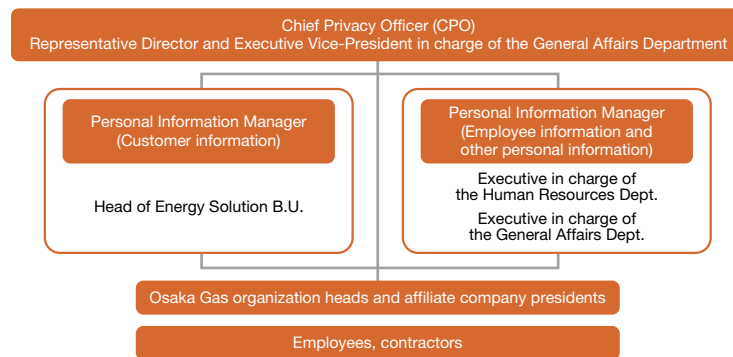 Chief Privacy Officer (CPO)
Representative Director and Executive Vice-President in charge of the General Affairs Department
Personal Information Manager
(Customer information)
Head of Energy Solution B.U.
Personal Information Manager
(Employee information and
other personal information)
Executive in charge of
the Human Resources Dept.
Executive in charge of
the General Affairs Dept.
Osaka Gas organization heads and affiliate company presidents
Employees, contractors